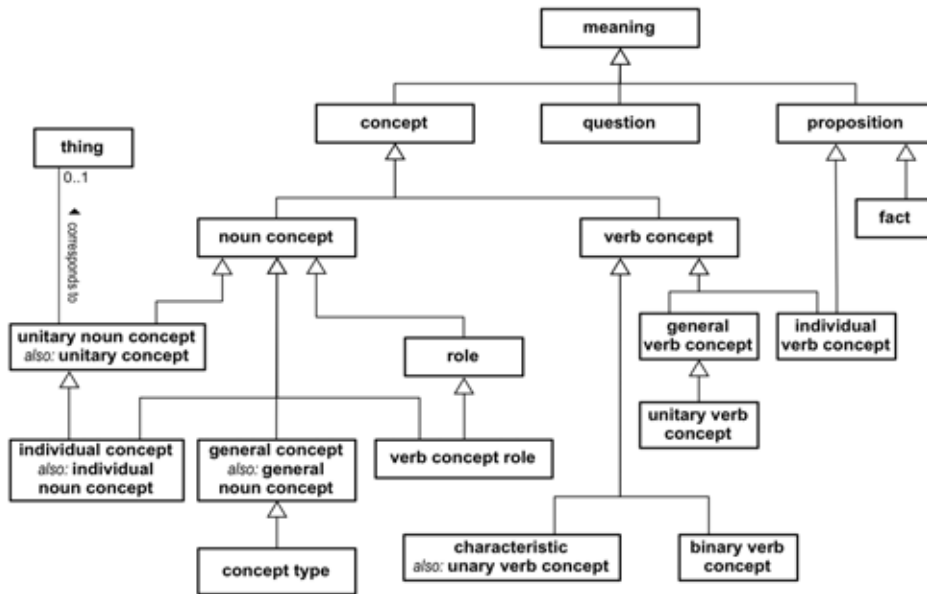 meaning
concept
question
proposition
thing
0..1
corresponds to
fact
noun concept
verb concept
unitary noun concept
also: unitary concept
role
general
verb concept
individual
verb concept
unitary verb
concept
individual concept
also: individual
noun concept
general concept
also: general
noun concept
verb concept role
characteristic
also: unary verb concept
binary verb
concept
concept type